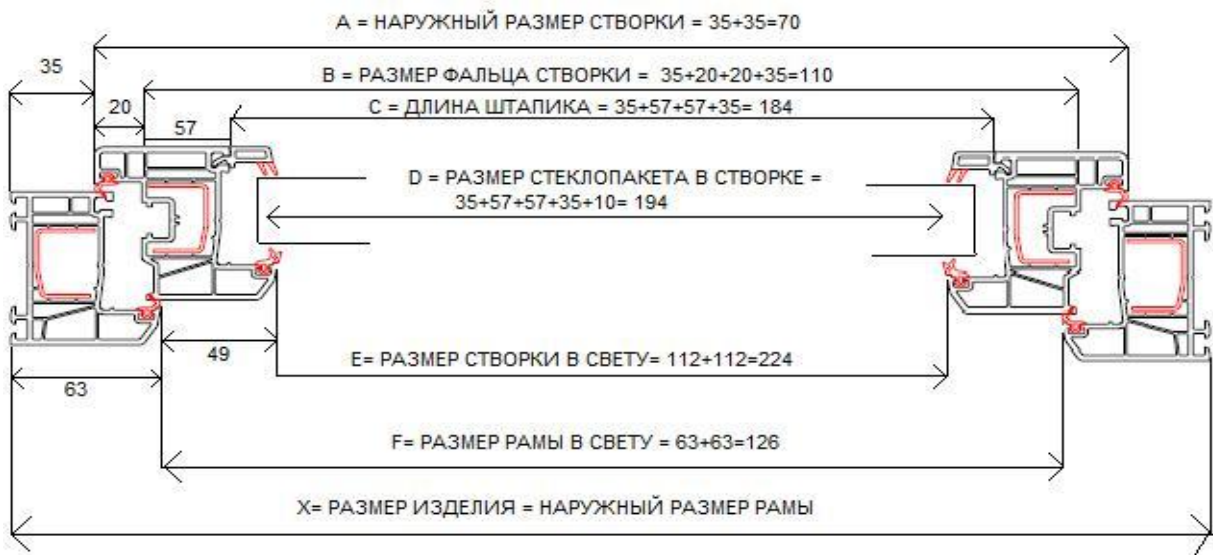 A = НАРУЖНЫЙ РАЗМЕР СТВОРКИ = 35+35=70
35
B = РАЗМЕР ФАЛЬЦА СТВОРКИ = 35+20+20+35=110
20
C = ДЛИНА ШТАПИКА = 35+57+57+35= 184
57
D = РАЗМЕР СТЕКЛОПАКЕТА В СТВОРКЕ =
35+57+57+35+10= 194
49
E= РАЗМЕР СТВОРКИ В СВЕТУ= 112+112=224
63
F= РАЗМЕР РАМЫ В СВЕТУ = 63+63=126
X= РАЗМЕР ИЗДЕЛИЯ = НАРУЖНЫЙ РАЗМЕР РАМЫ